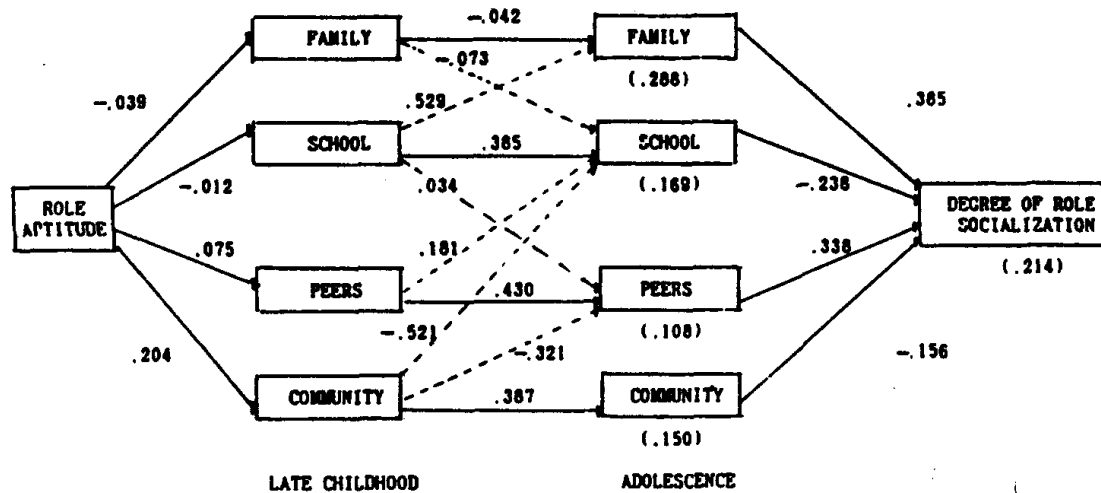 -.042
FAMILY
FAMILY
-.073
(.288)
-.039
.529
.385
SCHOOL
.385
SCHOOL
-.012
.034
(.169)
-.238
ROLE
APTITUDE
DEGREE OF ROLE
SOCIALIZATION
.075
.181
.338
(.214)
PEERS
.430
PEERS
-.521
(.108)
.204
-.321
-.156
COMMUNITY
.387
COMMUNITY
(.150)
LATE CHILDHOOD
ADOLESCENCE